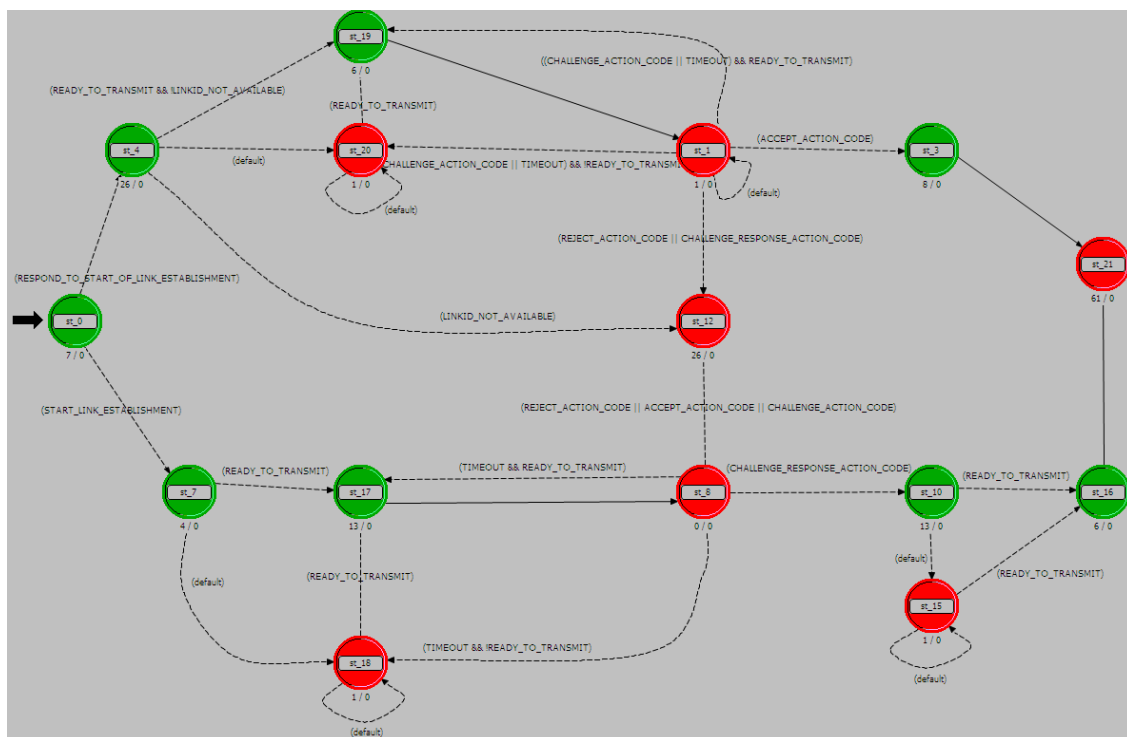 st_19
6 / 0
((CHALLENGE_ACTION_CODE || TIMEOUT) && READY_TO_TRANSMIT)
(READY_TO_TRANSMIT && !LINKID_NOT_AVAILABLE)
(READY_TO_TRANSMIT)
(ACCEPT_ACTION_CODE)
st_4
st_20
st_1
st_3
(default)
CHALLENGE_ACTION_CODE || TIMEOUT) && !READY_TO_TRANSMI
26 / 0
1 / 0
1 / 0
8 / 0
(default)
(default)
(REJECT_ACTION_CODE || CHALLENGE_RESPONSE_ACTION_CODE)
st_21
(RESPOND_TO_START_OF_LINK_ESTABLISHMENT)
61 / 0
st_0
(LINKID_NOT_AVAILABLE)
st_12
7 / 0
26 / 0
(START_LINK_ESTABLISHMENT)
(REJECT_ACTION_CODE || ACCEPT_ACTION_CODE || CHALLENGE_ACTION_CODE)
(READY_TO_TRANSMIT)
(TIMEOUT && READY_TO_TRANSMIT)
(CHALLENGE_RESPONSE_ACTION_CODE)
(READY_TO_TRANSMIT)
st_7
st_17
st_8
st_10
st_16
4 / 0
13 / 0
0 / 0
13 / 0
6 / 0
(default)
(READY_TO_TRANSMIT)
(default)
(READY_TO_TRANSMIT)
st_15
1 / 0
(TIMEOUT && !READY_TO_TRANSMIT)
st_18
(default)
1 / 0
(default)